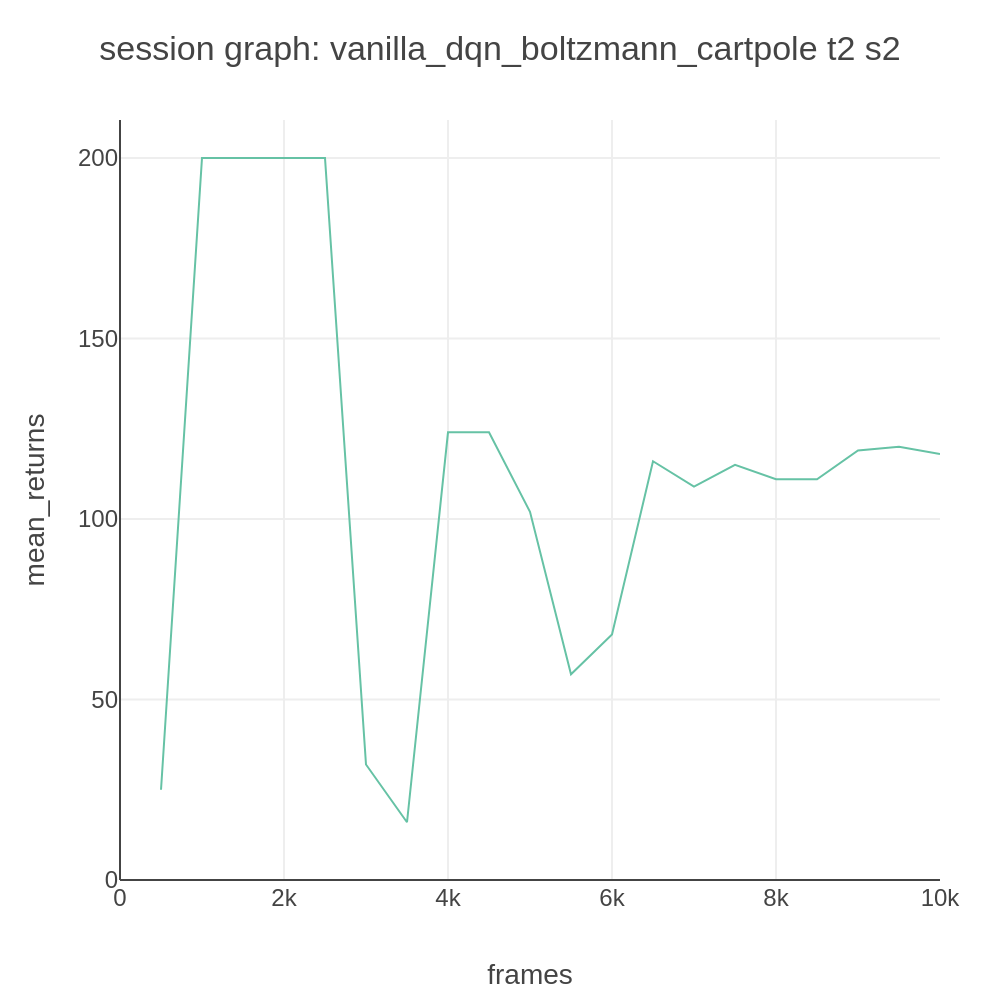 session graph: vanilla_dqn_boltzmann_cartpole t2 s2
200
150
100
50
0
mean_returns
0 2k 4k 6k 8k 10k
frames